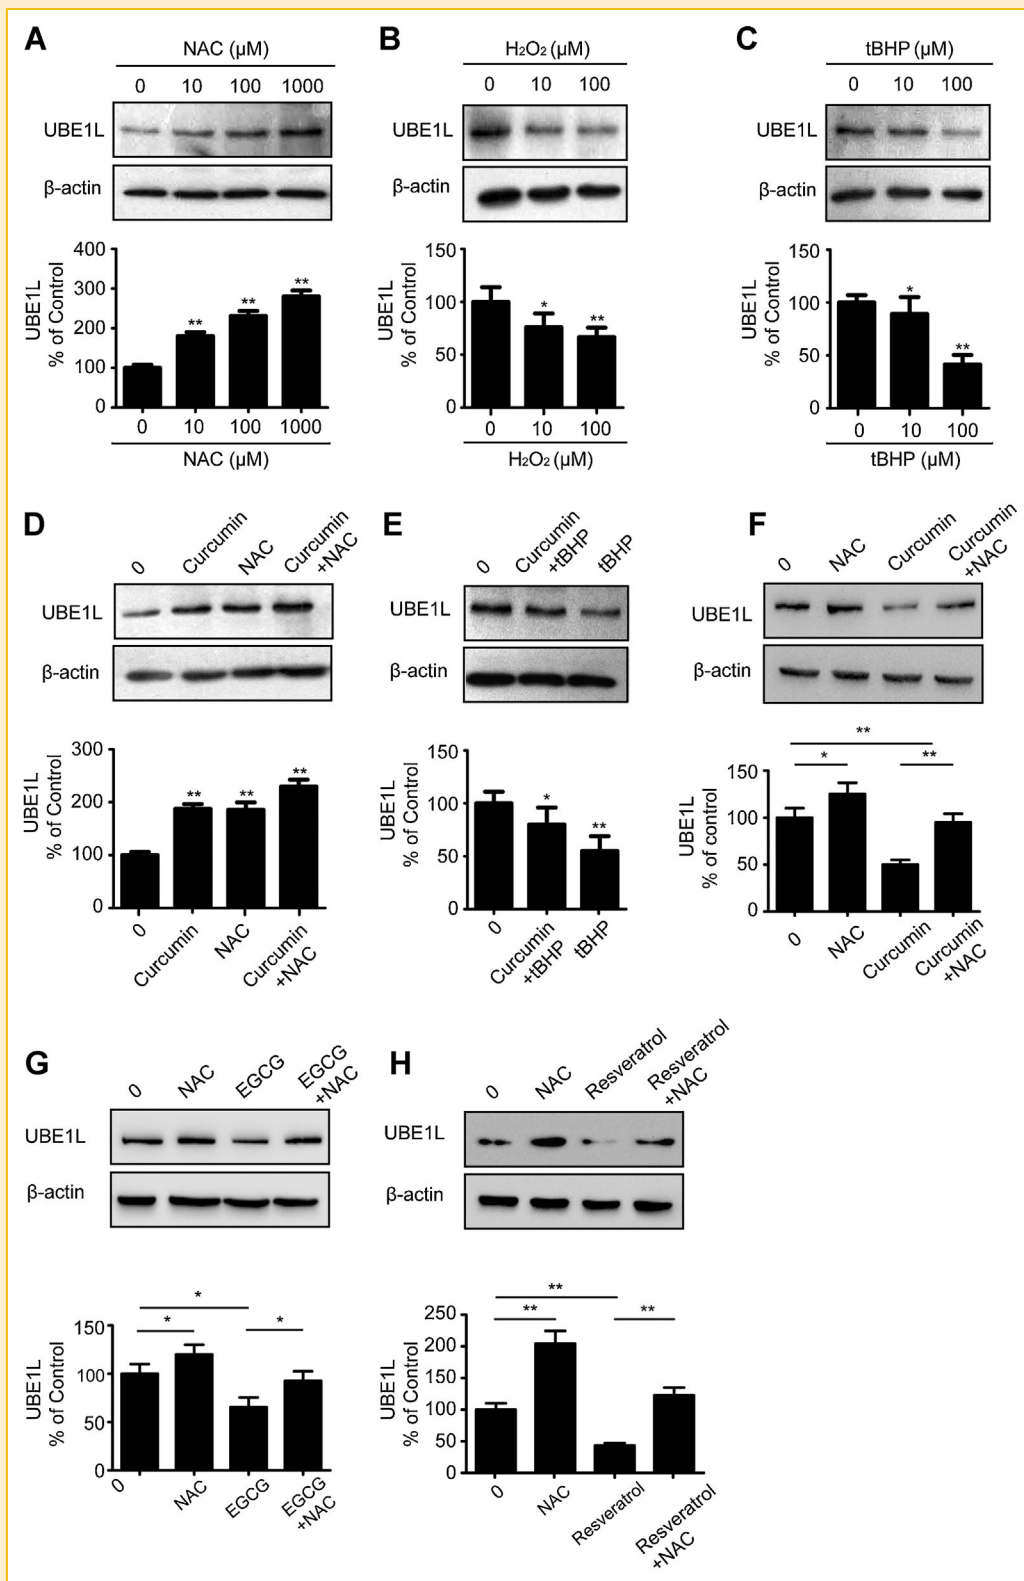 A
NAC (µM)
0 10 100 1000
UBE1L
β-actin
UBE1L
% of Control
400
300
200
100
0
** ** **
0 10 100 1000
NAC (µM)
B
H2O2 (µM)
0 10 100
UBE1L
β-actin
UBE1L
% of Control
150
100
50
0
* **
0 10 100
H2O2 (µM)
C
tBHP (µM)
0 10 100
UBE1L
β-actin
UBE1L
% of Control
150
100
50
0
* **
0 10 100
tBHP (µM)
D
0 Curcumin NAC Curcumin
+NAC
UBE1L
β-actin
UBE1L
% of Control
300
200
100
0
** ** **
0 Curcumin NAC Curcumin
+NAC
E
0 Curcumin
+tBHP
tBHP
UBE1L
β-actin
UBE1L
% of Control
150
100
50
0
* **
0 Curcumin
+tBHP
tBHP
F
0 NAC Curcumin Curcumin
+NAC
UBE1L
β-actin
UBE1L
% of control
**
* **
150
100
50
0
0 NAC Curcumin Curcumin
+NAC
G
0 NAC EGCG EGCG
+NAC
UBE1L
β-actin
UBE1L
% of Control
*
* *
150
100
50
0
0 NAC EGCG EGCG
+NAC
H
0 NAC Resveratrol Resveratrol
+NAC
UBE1L
β-actin
UBE1L
% of Control
**
** **
250
200
150
100
50
0
0 NAC Resveratrol Resveratrol
+NAC